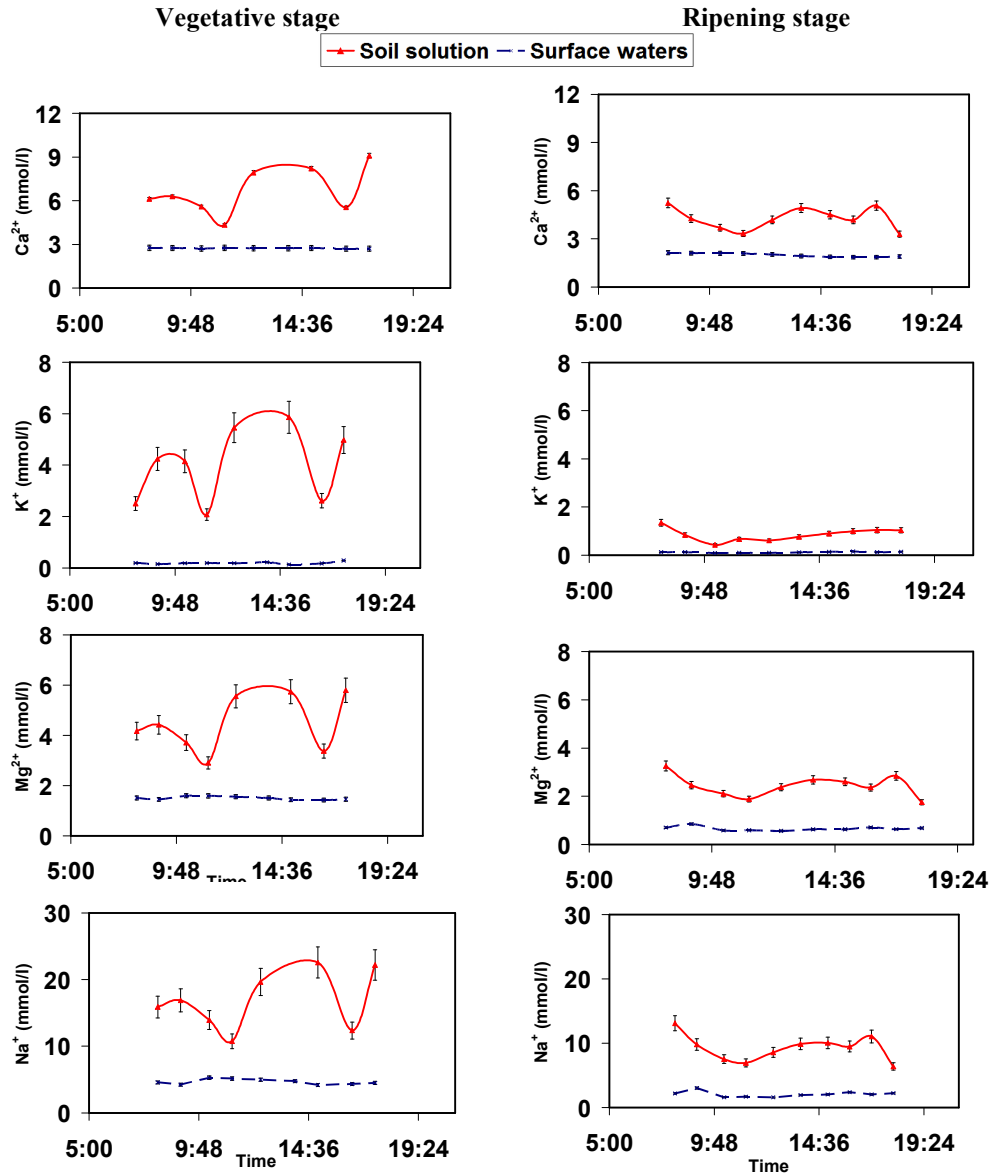 Vegetative stage
Ripening stage
Soil solution Surface waters
12
9
6
3
0
Ca2+ (mmol/l)
5:00 9:48 14:36 19:24
12
9
6
3
0
Ca2+ (mmol/l)
5:00 9:48 14:36 19:24
8
6
4
2
0
K+ (mmol/l)
5:00 9:48 14:36 19:24
8
6
4
2
0
K+ (mmol/l)
5:00 9:48 14:36 19:24
8
6
4
2
0
Mg2+ (mmol/l)
5:00 9:48 14:36 19:24
Time
8
6
4
2
0
Mg2+ (mmol/l)
5:00 9:48 14:36 19:24
30
20
10
0
Na+ (mmol/l)
5:00 9:48 14:36 19:24
Time
30
20
10
0
Na+ (mmol/l)
5:00 9:48 14:36 19:24
Time